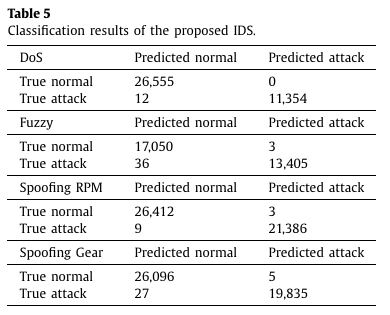 Table 5
Classification results of the proposed IDS.
DoS Predicted normal Predicted attack
True normal 26,555 0
True attack 12 11,354
Fuzzy Predicted normal Predicted attack
True normal 17,050 3
True attack 36 13,405
Spoofing RPM Predicted normal Predicted attack
True normal 26,412 3
True attack 9 21,386
Spoofing Gear Predicted normal Predicted attack
True normal 26,096 5
True attack 27 19,835